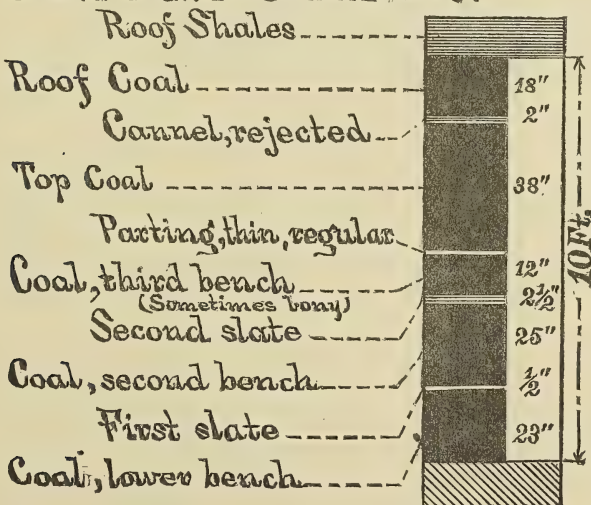 Roof Shales
Roof Coal 18"
Cannel, rejected 2"
Top Coal 38"
Parting, thin, regular
Coal, third bench 12"
(Sometimes bony)
Second slate 2½"
25"
Coal, second bench
½"
First slate
23"
Coal, lower bench
10 Ft.